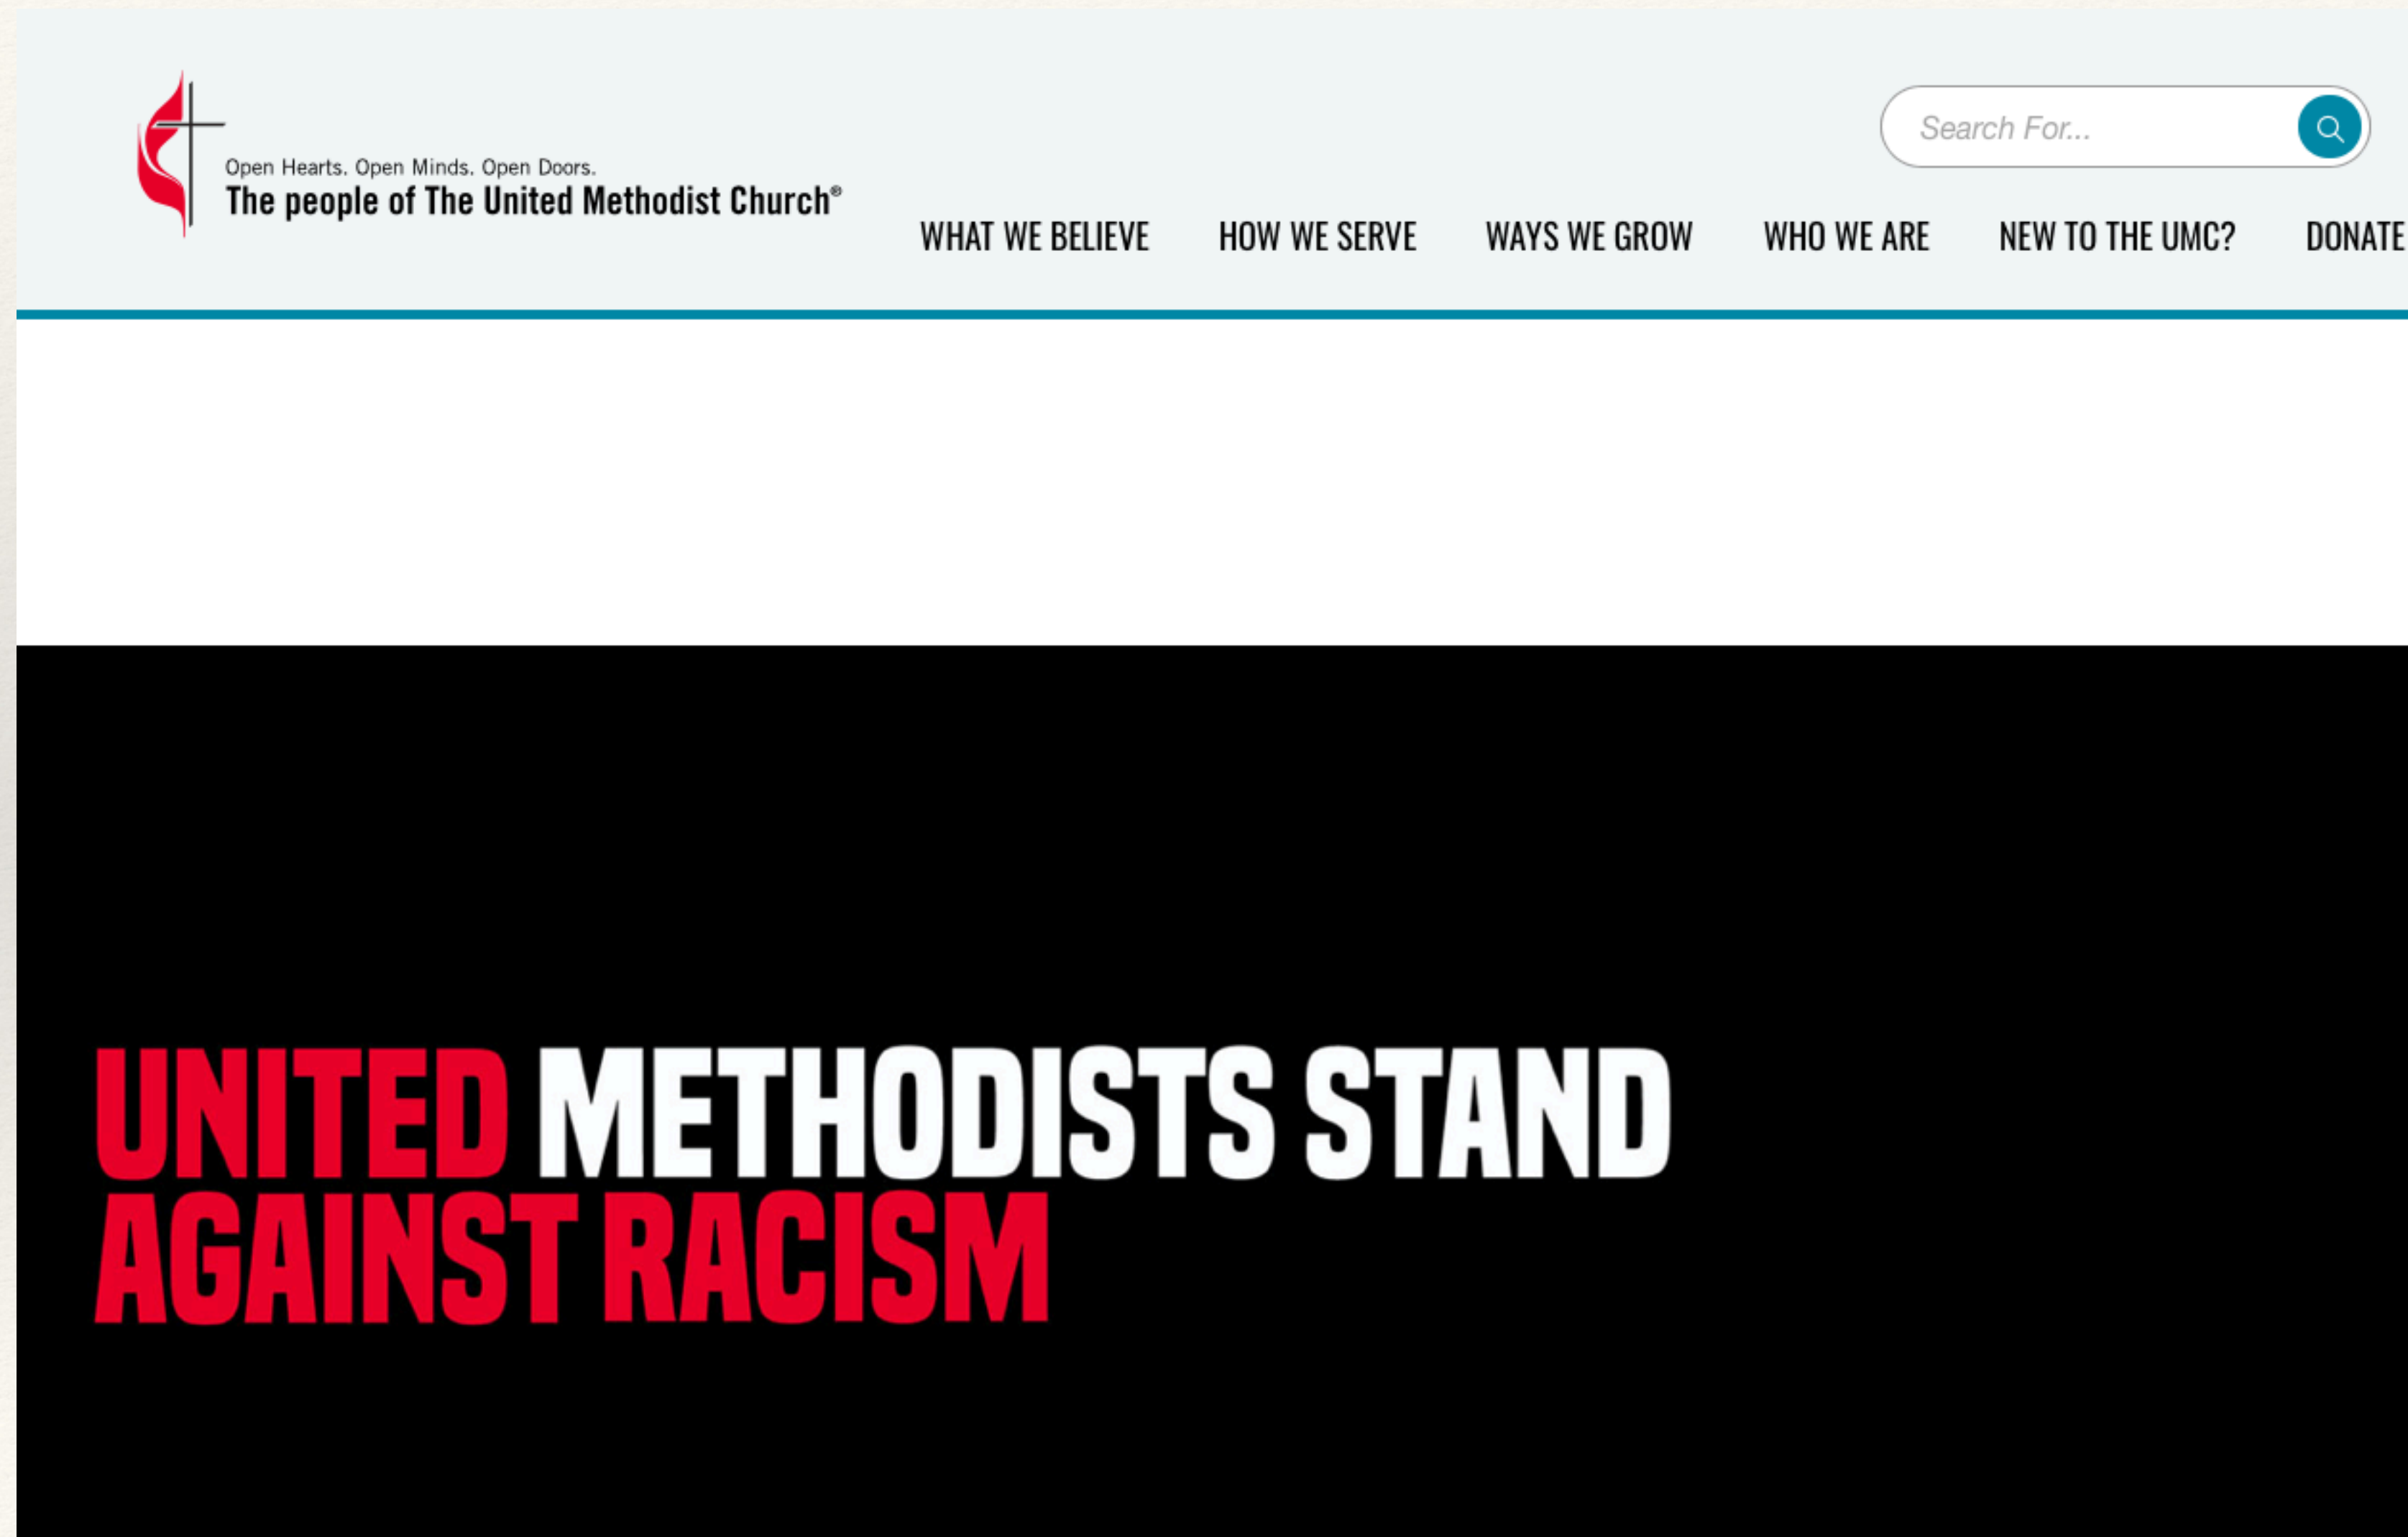 Search For...
Open Hearts. Open Minds. Open Doors.
The people of The United Methodist Church®
WHAT WE BELIEVE HOW WE SERVE WAYS WE GROW WHO WE ARE NEW TO THE UMC? DONATE
UNITED METHODISTS STAND
AGAINST RACISM